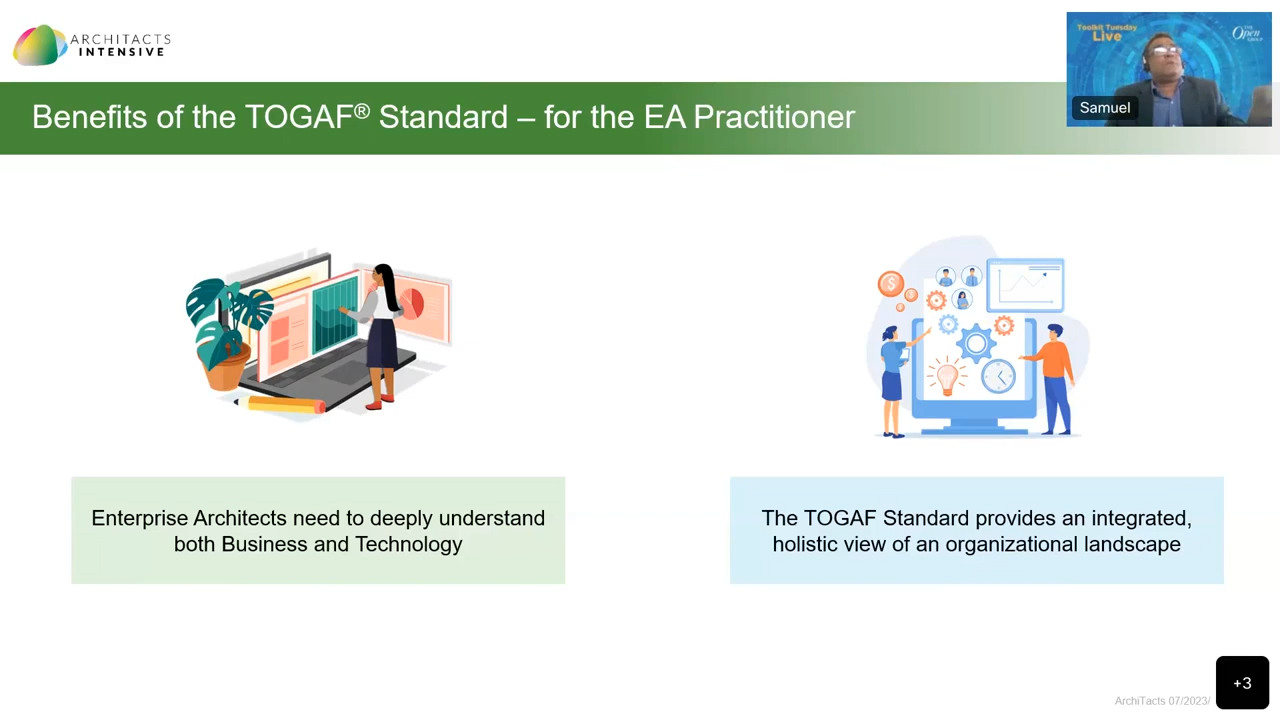 ARCHITACTS
INTENSIVE
Toolkit Tuesday
Live
THE
Open
GROUP
Samuel
Benefits of the TOGAF® Standard – for the EA Practitioner
Enterprise Architects need to deeply understand
both Business and Technology
The TOGAF Standard provides an integrated,
holistic view of an organizational landscape
ArchiTacts 07/2023/
+3